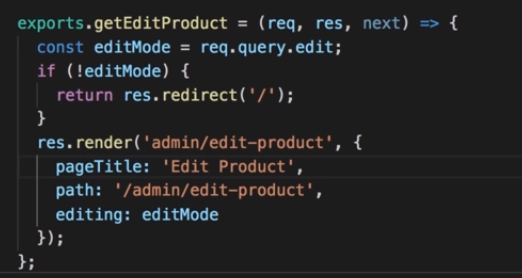 exports.getEditProduct = (req, res, next) => {
  const editMode = req.query.edit;
  if (!editMode) {
    return res.redirect('/');
  }
  res.render('admin/edit-product', {
    pageTitle: 'Edit Product',
    path: '/admin/edit-product',
    editing: editMode
  });
};